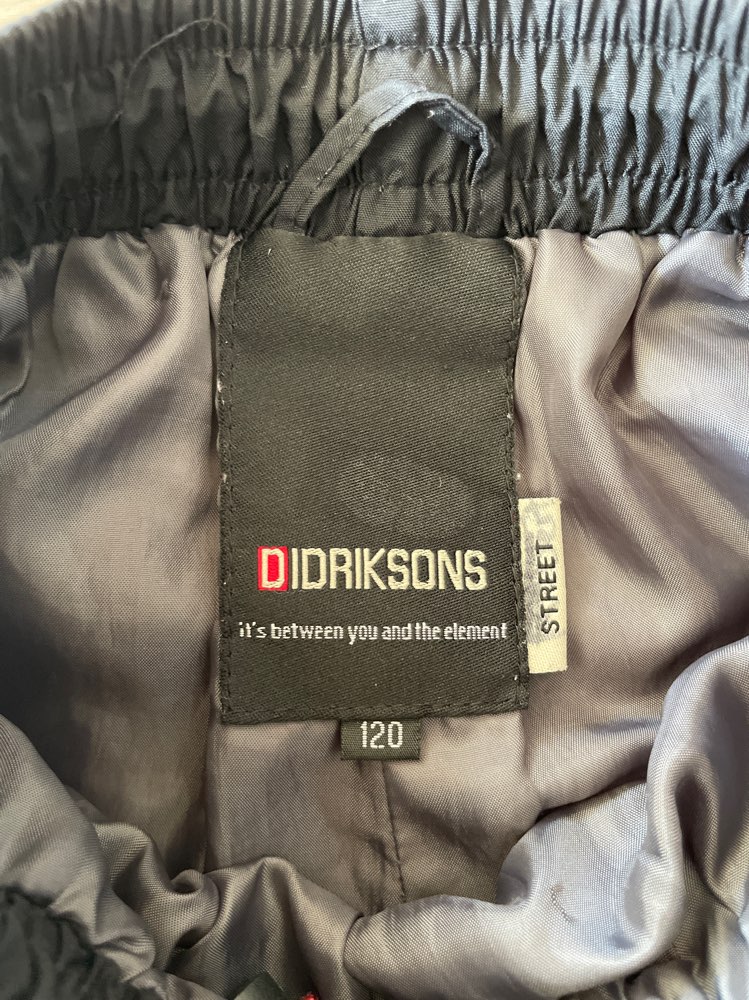 DIDRIKSONS
it's between you and the element
STREET
120